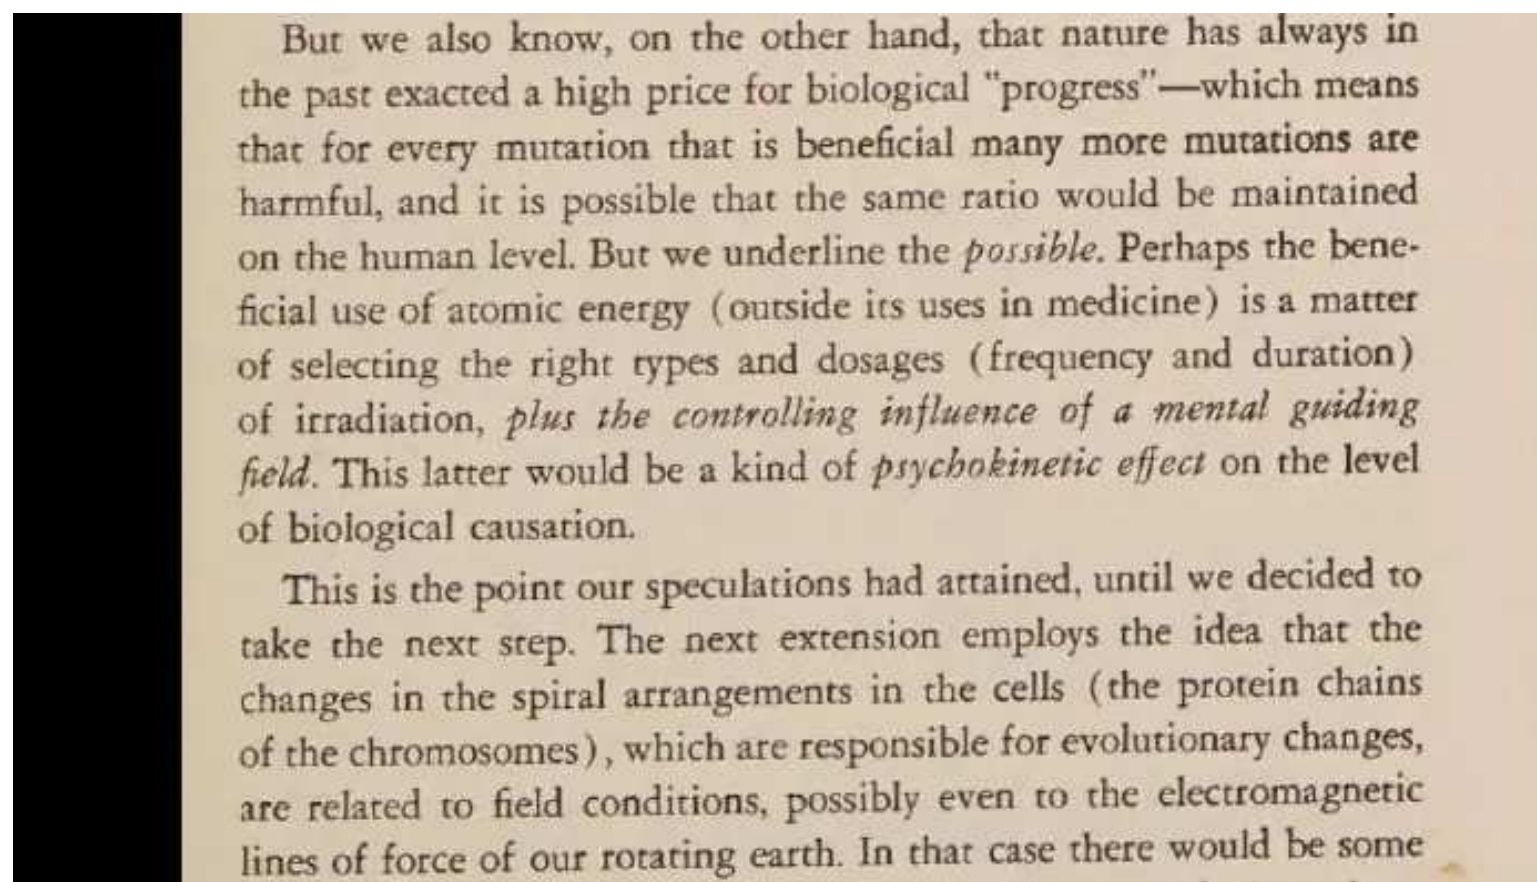 But we also know, on the other hand, that nature has always in
the past exacted a high price for biological "progress"—which means
that for every mutation that is beneficial many more mutations are
harmful, and it is possible that the same ratio would be maintained
on the human level. But we underline the possible. Perhaps the bene-
ficial use of atomic energy (outside its uses in medicine) is a matter
of selecting the right types and dosages (frequency and duration)
of irradiation, plus the controlling influence of a mental guiding
field. This latter would be a kind of psychokinetic effect on the level
of biological causation.
This is the point our speculations had attained, until we decided to
take the next step. The next extension employs the idea that the
changes in the spiral arrangements in the cells (the protein chains
of the chromosomes), which are responsible for evolutionary changes,
are related to field conditions, possibly even to the electromagnetic
lines of force of our rotating earth. In that case there would be some